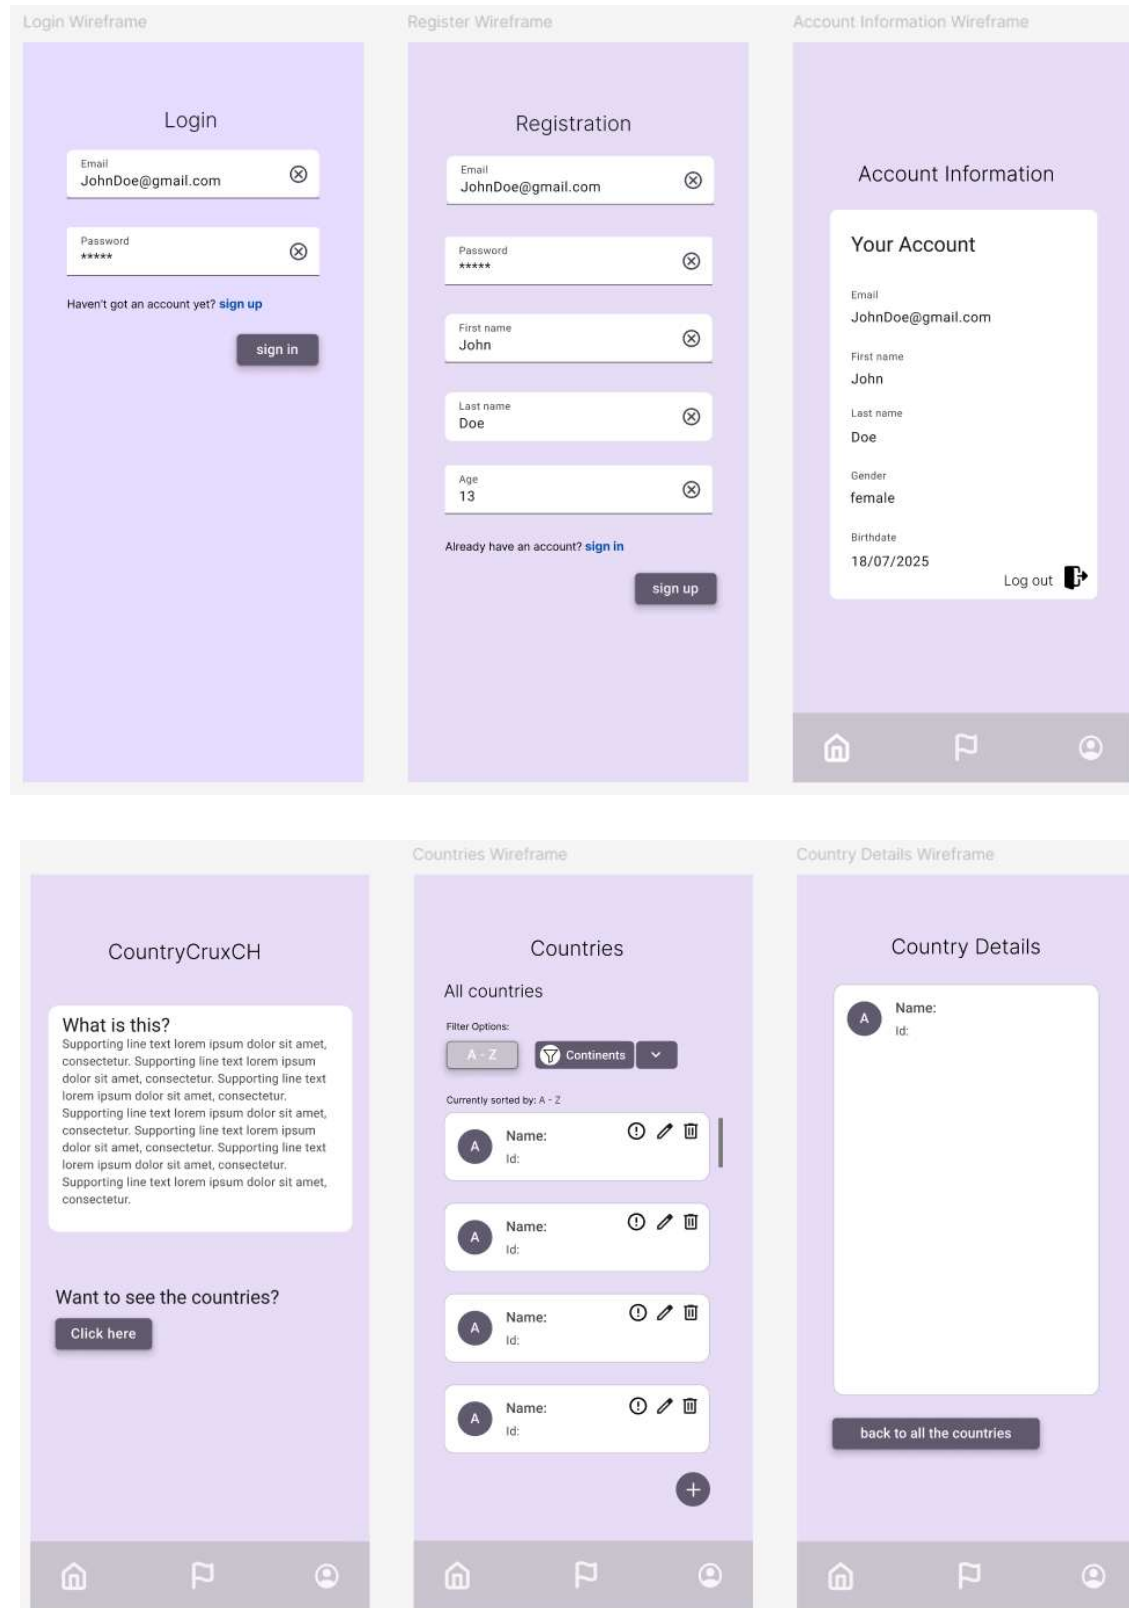 Login Wireframe
Login
Email
JohnDoe@gmail.com
Password
*****
Haven't got an account yet? sign up
sign in
Register Wireframe
Registration
Email
JohnDoe@gmail.com
Password
*****
First name
John
Last name
Doe
Age
13
Already have an account? sign in
sign up
Account Information Wireframe
Account Information
Your Account
Email
JohnDoe@gmail.com
First name
John
Last name
Doe
Gender
female
Birthdate
18/07/2025
Log out
CountryCruxCH
What is this?
Supporting line text lorem ipsum dolor sit amet,
consectetur. Supporting line text lorem ipsum
dolor sit amet, consectetur. Supporting line text
lorem ipsum dolor sit amet, consectetur.
Supporting line text lorem ipsum dolor sit amet,
consectetur. Supporting line text lorem ipsum
dolor sit amet, consectetur. Supporting line text
lorem ipsum dolor sit amet, consectetur.
Supporting line text lorem ipsum dolor sit amet,
consectetur.
Want to see the countries?
Click here
Countries Wireframe
Countries
All countries
Filter Options:
A - Z
Continents
Currently sorted by: A - Z
A
Name:
Id:
A
Name:
Id:
A
Name:
Id:
A
Name:
Id:
Country Details Wireframe
Country Details
A
Name:
Id:
back to all the countries